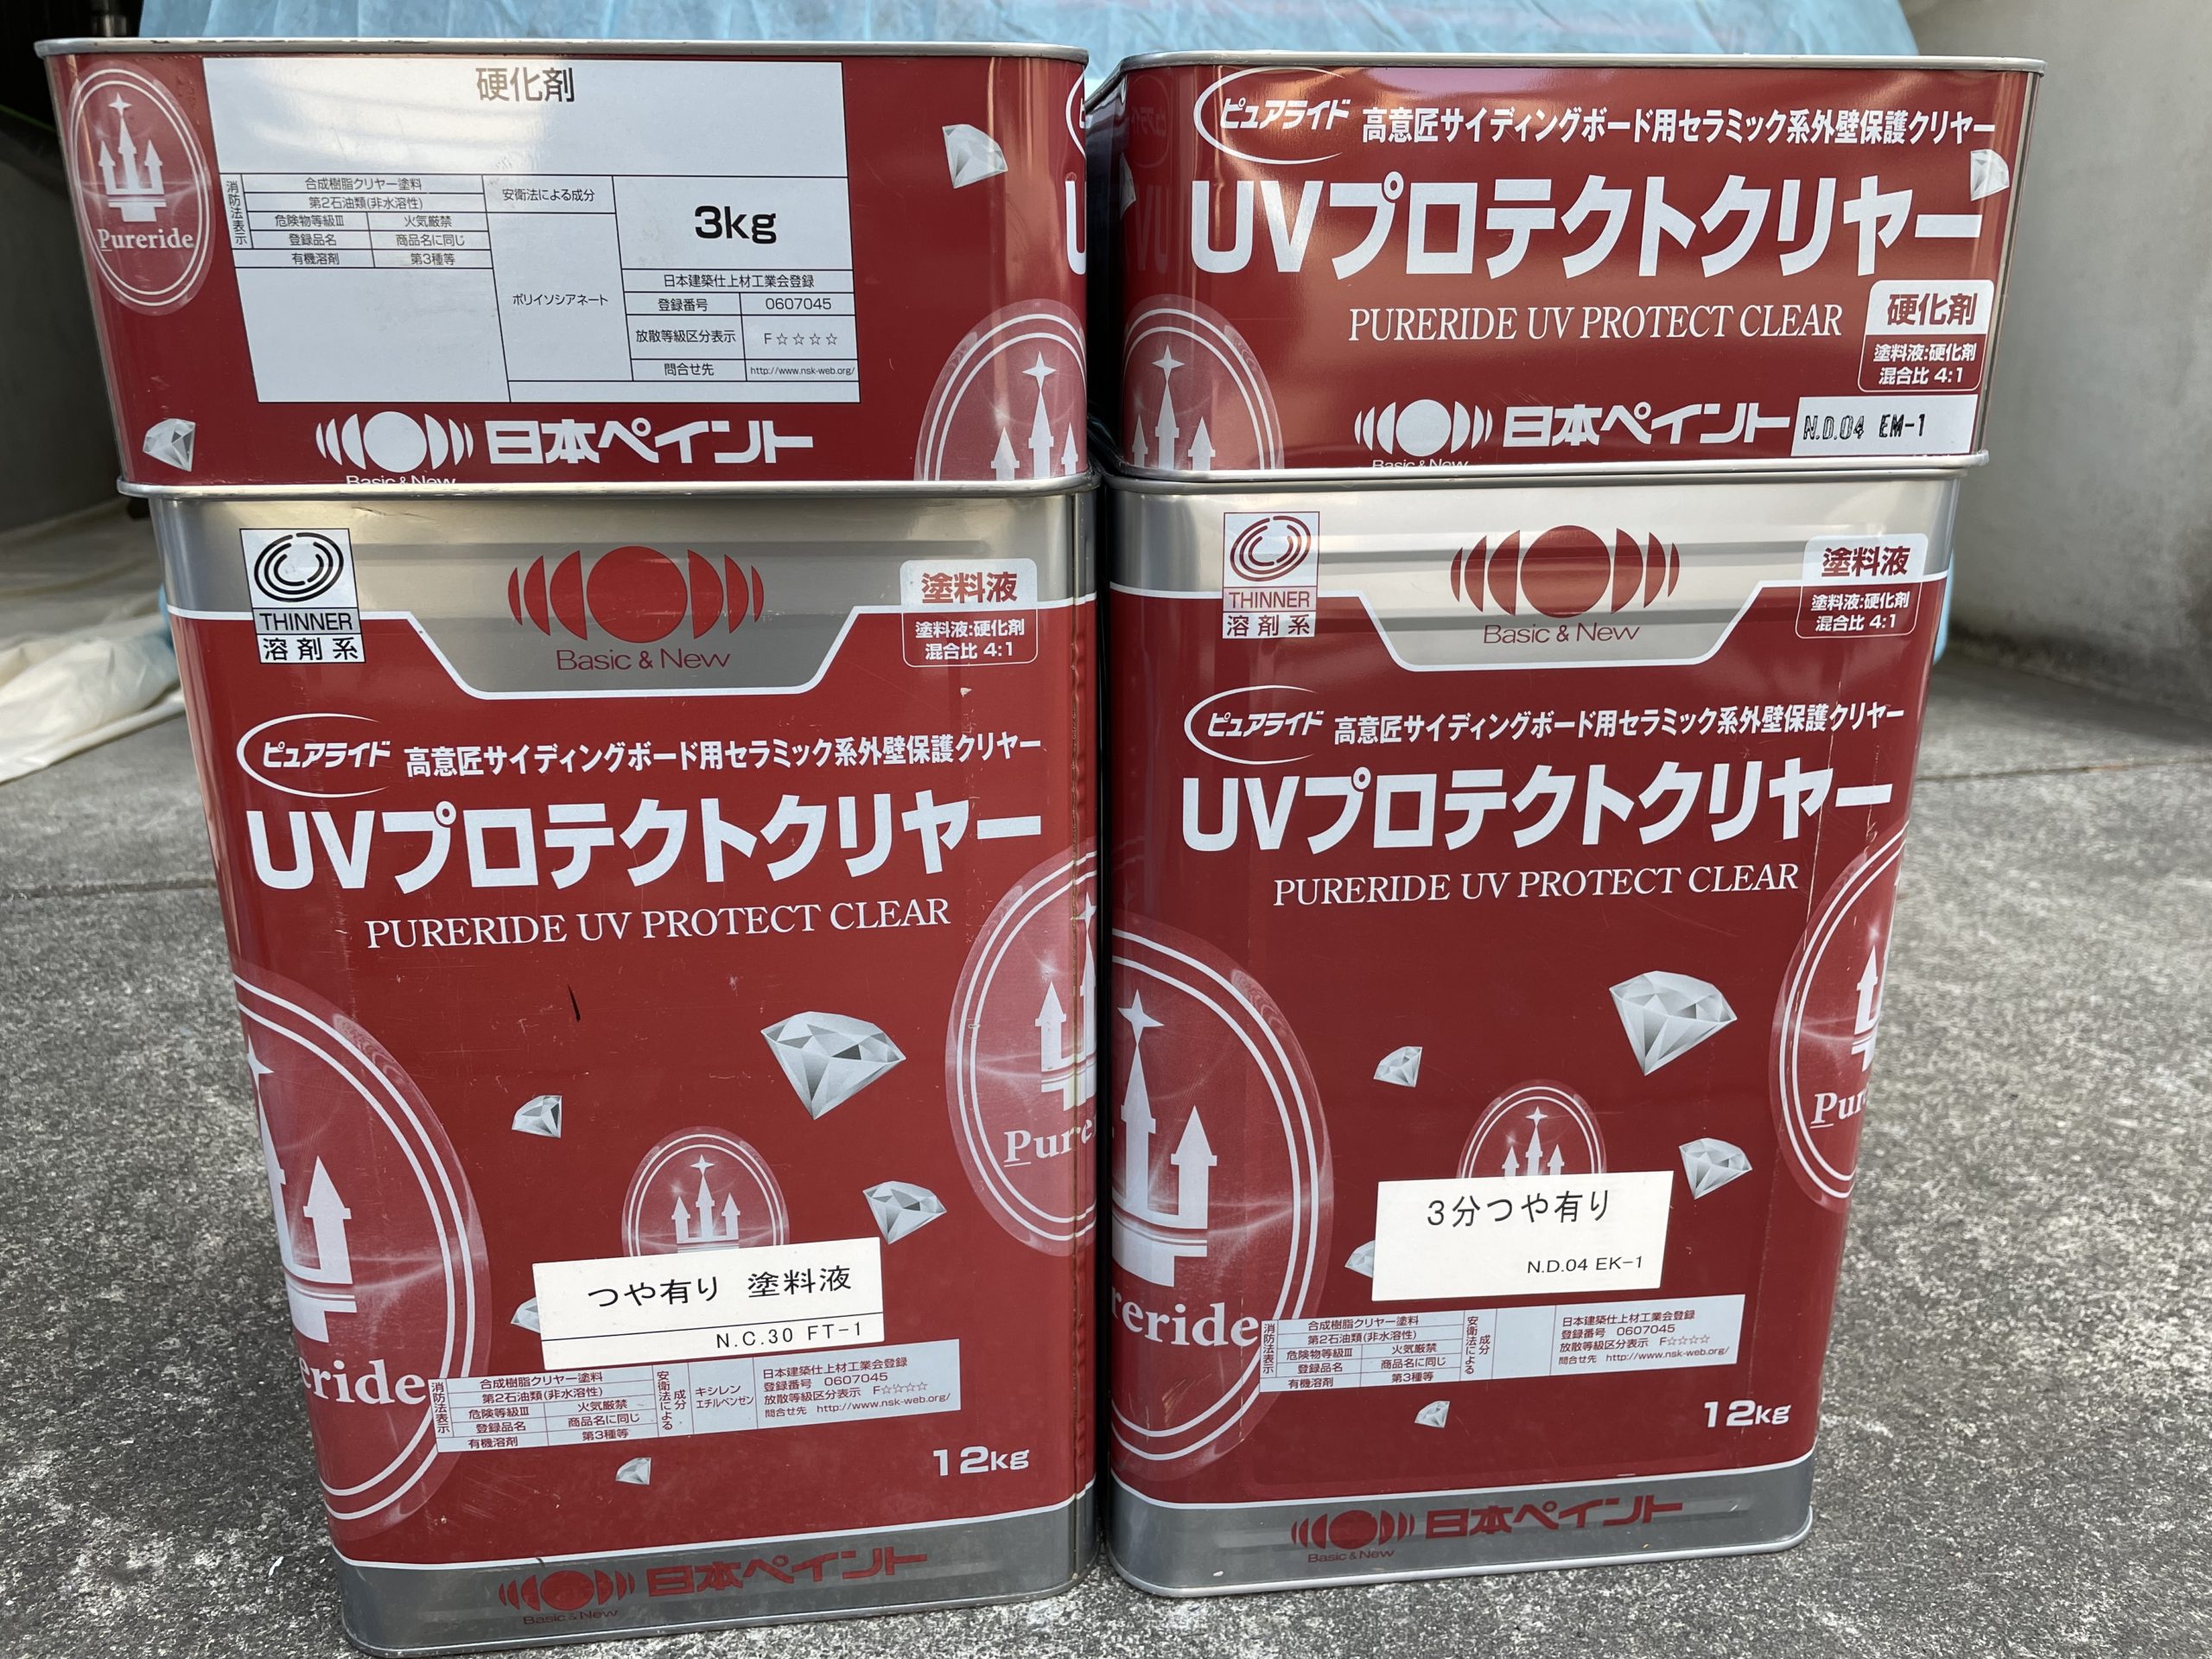 硬化剤
Pureride
消防法表示
合成樹脂クリヤー塗料
第2石油類(非水溶性)
危険物等級Ⅲ 火気厳禁
登録品名 商品名に同じ
有機溶剤 第3種等
安衛法による成分
ポリイソシアネート
3kg
日本建築仕上材工業会登録
登録番号 0607045
放散等級区分表示 F☆☆☆☆
問合せ先 http://www.nsk-web.org/
日本ペイント
Basic & New
ピュアライド 高意匠サイディングボード用セラミック系外壁保護クリヤー
UVプロテクトクリヤー
PURERIDE UV PROTECT CLEAR
硬化剤
塗料液:硬化剤
混合比 4:1
日本ペイント
Basic & New
N.D.04 EM-1
THINNER
溶剤系
Basic & New
塗料液
塗料液:硬化剤
混合比 4:1
ピュアライド 高意匠サイディングボード用セラミック系外壁保護クリヤー
UVプロテクトクリヤー
PURERIDE UV PROTECT CLEAR
つや有り 塗料液
N.C.30 FT-1
消防法表示
合成樹脂クリヤー塗料
第2石油類(非水溶性)
危険等級Ⅲ 火気厳禁
登録品名 商品名に同じ
有機溶剤 第3種等
安衛法による成分
キシレン
エチルベンゼン
日本建築仕上材工業会登録
登録番号 0607045
放散等級区分表示 F☆☆☆☆
問合せ先 http://www.nsk-web.org/
12kg
日本ペイント
Basic & New
THINNER
溶剤系
Basic & New
塗料液
塗料液:硬化剤
混合比 4:1
ピュアライド 高意匠サイディングボード用セラミック系外壁保護クリヤー
UVプロテクトクリヤー
PURERIDE UV PROTECT CLEAR
3分つや有り
N.D.04 EK-1
消防法表示
合成樹脂クリヤー塗料
第2石油類(非水溶性)
危険等級Ⅲ 火気厳禁
登録品名 商品名に同じ
有機溶剤 第3種等
安衛法による成分
日本建築仕上材工業会登録
登録番号 0607045
放散等級区分表示 F☆☆☆☆
問合せ先 http://www.nsk-web.org/
12kg
日本ペイント
Basic & New